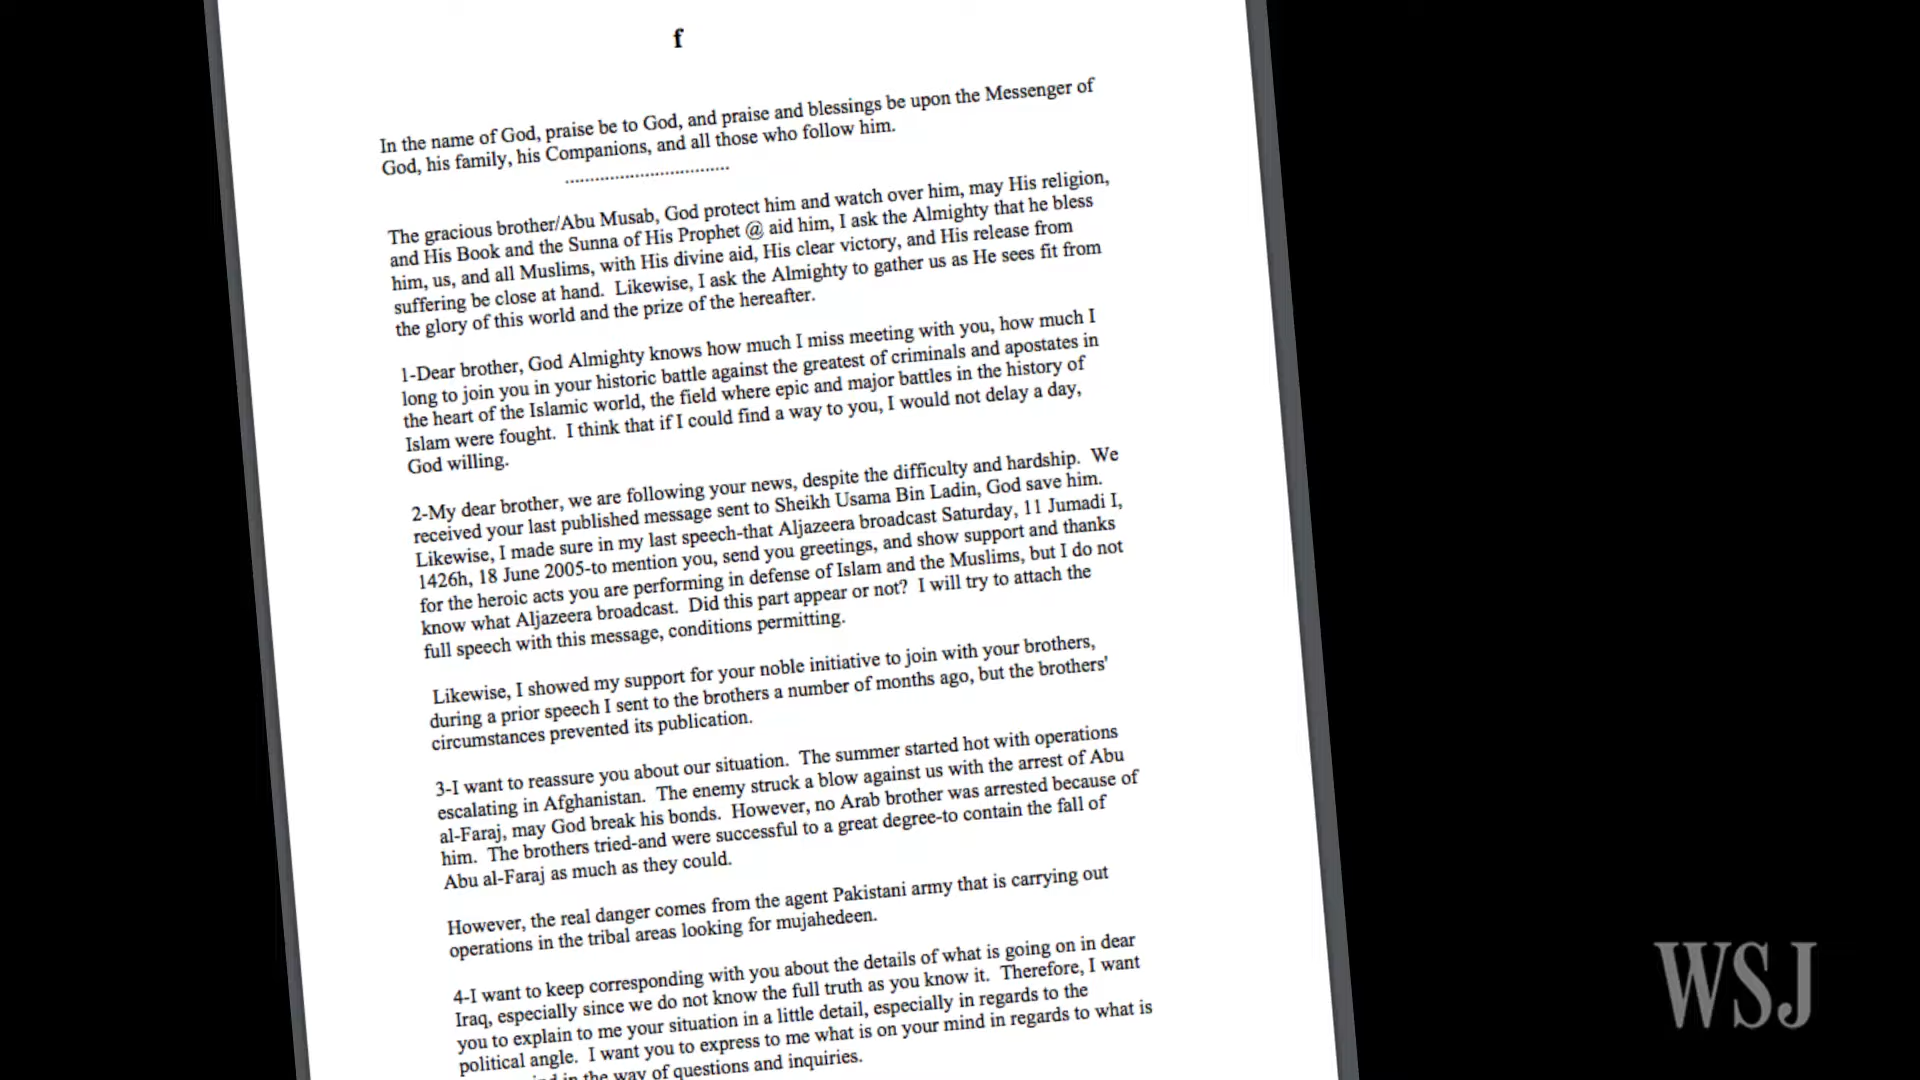 f
In the name of God, praise be to God, and praise and blessings be upon the Messenger of
God, his family, his Companions, and all those who follow him.
.................................
The gracious brother/Abu Musab, God protect him and watch over him, may His religion,
and His Book and the Sunna of His Prophet @ aid him, I ask the Almighty that he bless
him, us, and all Muslims, with His divine aid, His clear victory, and His release from
suffering be close at hand.  Likewise, I ask the Almighty to gather us as He sees fit from
the glory of this world and the prize of the hereafter.
1-Dear brother, God Almighty knows how much I miss meeting with you, how much I
long to join you in your historic battle against the greatest of criminals and apostates in
the heart of the Islamic world, the field where epic and major battles in the history of
Islam were fought.  I think that if I could find a way to you, I would not delay a day,
God willing.
2-My dear brother, we are following your news, despite the difficulty and hardship.  We
received your last published message sent to Sheikh Usama Bin Ladin, God save him.
Likewise, I made sure in my last speech-that Aljazeera broadcast Saturday, 11 Jumadi I,
1426h, 18 June 2005-to mention you, send you greetings, and show support and thanks
for the heroic acts you are performing in defense of Islam and the Muslims, but I do not
know what Aljazeera broadcast.  Did this part appear or not?  I will try to attach the
full speech with this message, conditions permitting.
Likewise, I showed my support for your noble initiative to join with your brothers,
during a prior speech I sent to the brothers a number of months ago, but the brothers'
circumstances prevented its publication.
3-I want to reassure you about our situation.  The summer started hot with operations
escalating in Afghanistan.  The enemy struck a blow against us with the arrest of Abu
al-Faraj, may God break his bonds.  However, no Arab brother was arrested because of
him.  The brothers tried-and were successful to a great degree-to contain the fall of
Abu al-Faraj as much as they could.
However, the real danger comes from the agent Pakistani army that is carrying out
operations in the tribal areas looking for mujahedeen.
4-I want to keep corresponding with you about the details of what is going on in dear
Iraq, especially since we do not know the full truth as you know it.  Therefore, I want
you to explain to me your situation in a little detail, especially in regards to the
political angle.  I want you to express to me what is on your mind in regards to what is
in the way of questions and inquiries.
WSJ